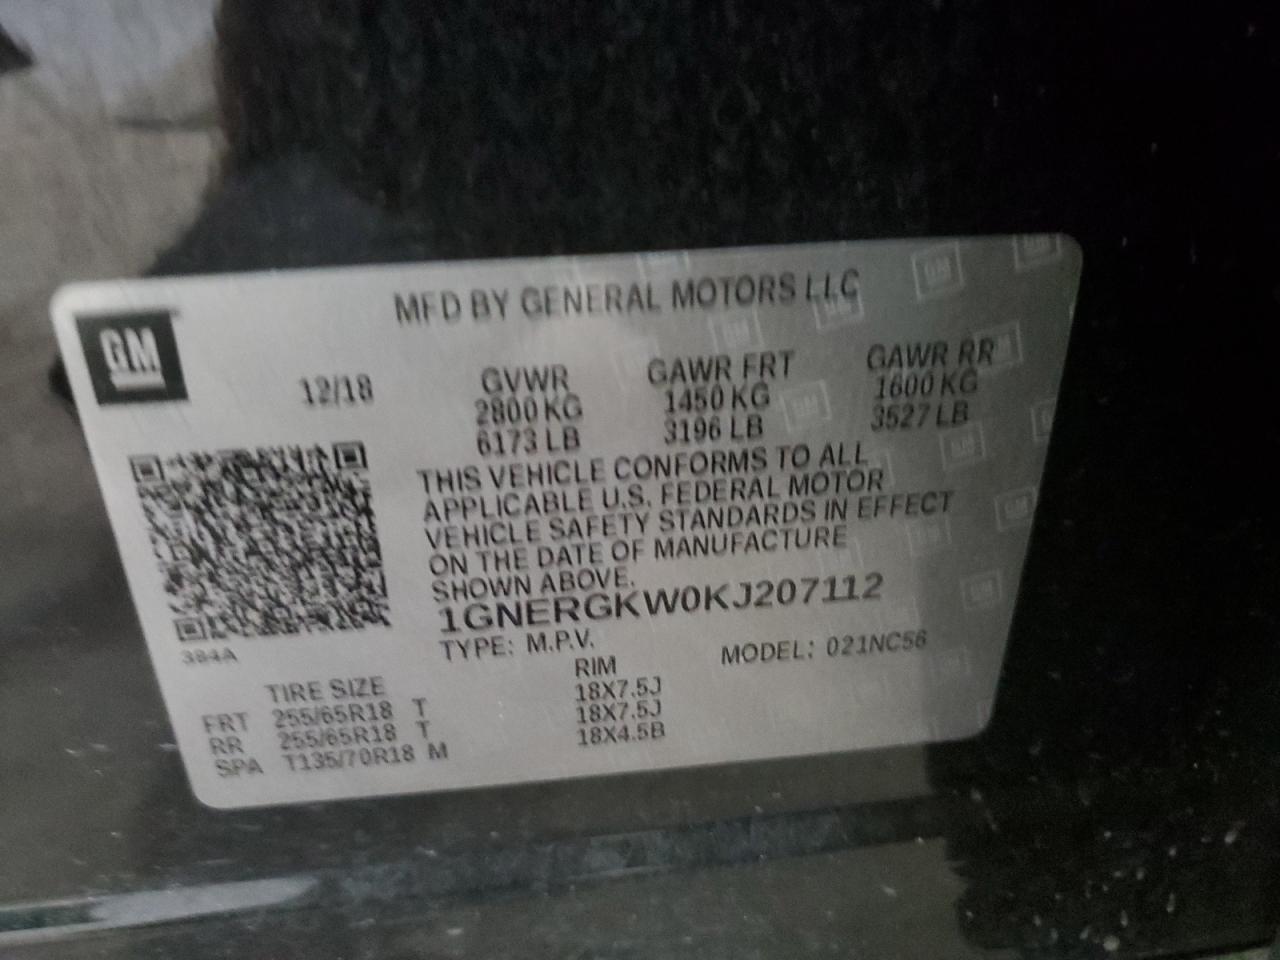 MFD BY GENERAL MOTORS LLC
GM
12/18
GVWR GAWR FRT GAWR RR
2800 KG 1450 KG 1600 KG
6173 LB 3196 LB 3527 LB
THIS VEHICLE CONFORMS TO ALL
APPLICABLE U.S. FEDERAL MOTOR
VEHICLE SAFETY STANDARDS IN EFFECT
ON THE DATE OF MANUFACTURE
SHOWN ABOVE.
1GNERGKW0KJ207112
384A
TYPE: M.P.V. MODEL: 021NC56
TIRE SIZE RIM
FRT 255/65R18 T 18X7.5J
RR 255/65R18 T 18X7.5J
SPA T135/70R18 M 18X4.5B